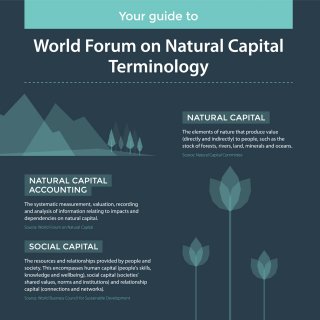 Your guide to
World Forum on Natural Capital
Terminology
NATURAL CAPITAL
The elements of nature that produce value
(directly and indirectly) to people, such as the
stock of forests, rivers, land, minerals and oceans.
Source: Natural Capital Committee
NATURAL CAPITAL
ACCOUNTING
The systematic measurement, valuation, recording
and analysis of information relating to impacts and
dependencies on natural capital.
Source: World Forum on Natural Capital
SOCIAL CAPITAL
The resources and relationships provided by people and
society. This encompasses human capital (people's skills,
knowledge and wellbeing), social capital (societies'
shared values, norms and institutions) and relationship
capital (connections and networks).
Source: World Business Council for Sustainable Development